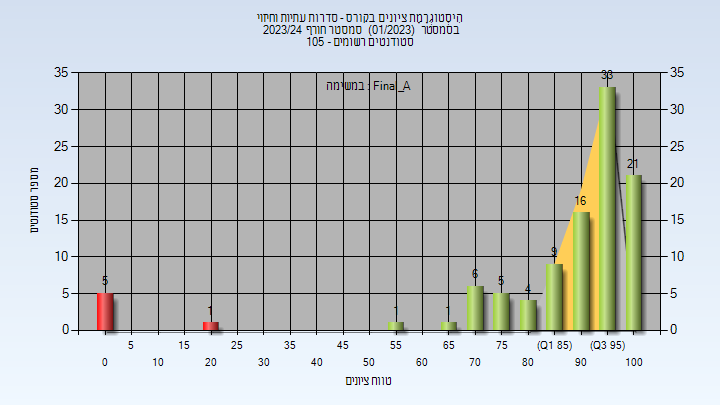 הִיסְטוֹגְרָמַת ציונים בקורס - סדרות עתיות וחיזוי
בסמסטר (01/2023) סמסטר חורף 2023/24
סטודנטים רשומים - 105
במשימה : Final_A
מספר סטודנטים
35 35
30 30
25 25
20 20
15 15
10 10
5 5
0 0
5 1 1 1 6 5 4 9 16 33 21
5 15 25 35 45 55 65 75 (Q1 85) (Q3 95)
0 10 20 30 40 50 60 70 80 90 100
טווח ציונים